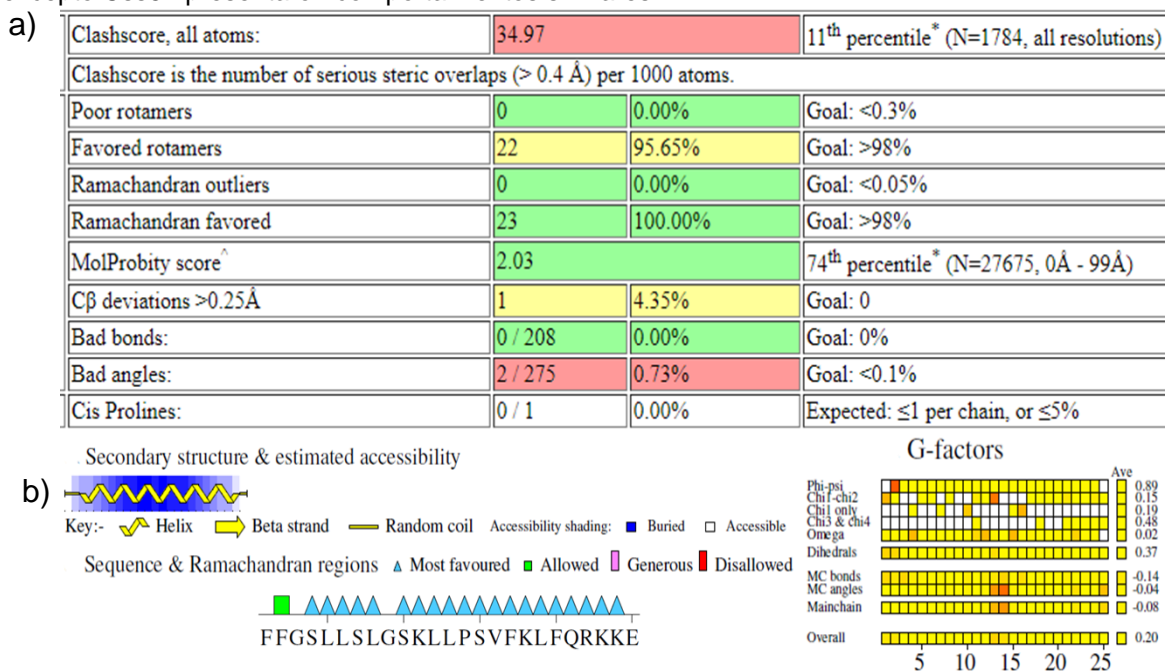 a)
Clashscore, all atoms: 34.97 11th percentile* (N=1784, all resolutions)
Clashscore is the number of serious steric overlaps (> 0.4 Å) per 1000 atoms.
Poor rotamers 0 0.00% Goal: <0.3%
Favored rotamers 22 95.65% Goal: >98%
Ramachandran outliers 0 0.00% Goal: <0.05%
Ramachandran favored 23 100.00% Goal: >98%
MolProbity score^ 2.03 74th percentile* (N=27675, 0Å - 99Å)
Cβ deviations >0.25Å 1 4.35% Goal: 0
Bad bonds: 0 / 208 0.00% Goal: 0%
Bad angles: 2 / 275 0.73% Goal: <0.1%
Cis Prolines: 0 / 1 0.00% Expected: ≤1 per chain, or ≤5%
b)
Secondary structure & estimated accessibility
Key:- Helix Beta strand Random coil Accessibility shading: Buried Accessible
Sequence & Ramachandran regions Most favoured Allowed Generous Disallowed
FFGSLLSLGSKLLPSVFKLFQRKKE
G-factors
Ave
Phi-psi 0.89
Chi1-chi2 0.15
Chi1 only 0.19
Chi3 & chi4 0.48
Omega 0.02
Dihedrals 0.37
MC bonds -0.14
MC angles -0.04
Mainchain -0.08
Overall 0.20
5 10 15 20 25